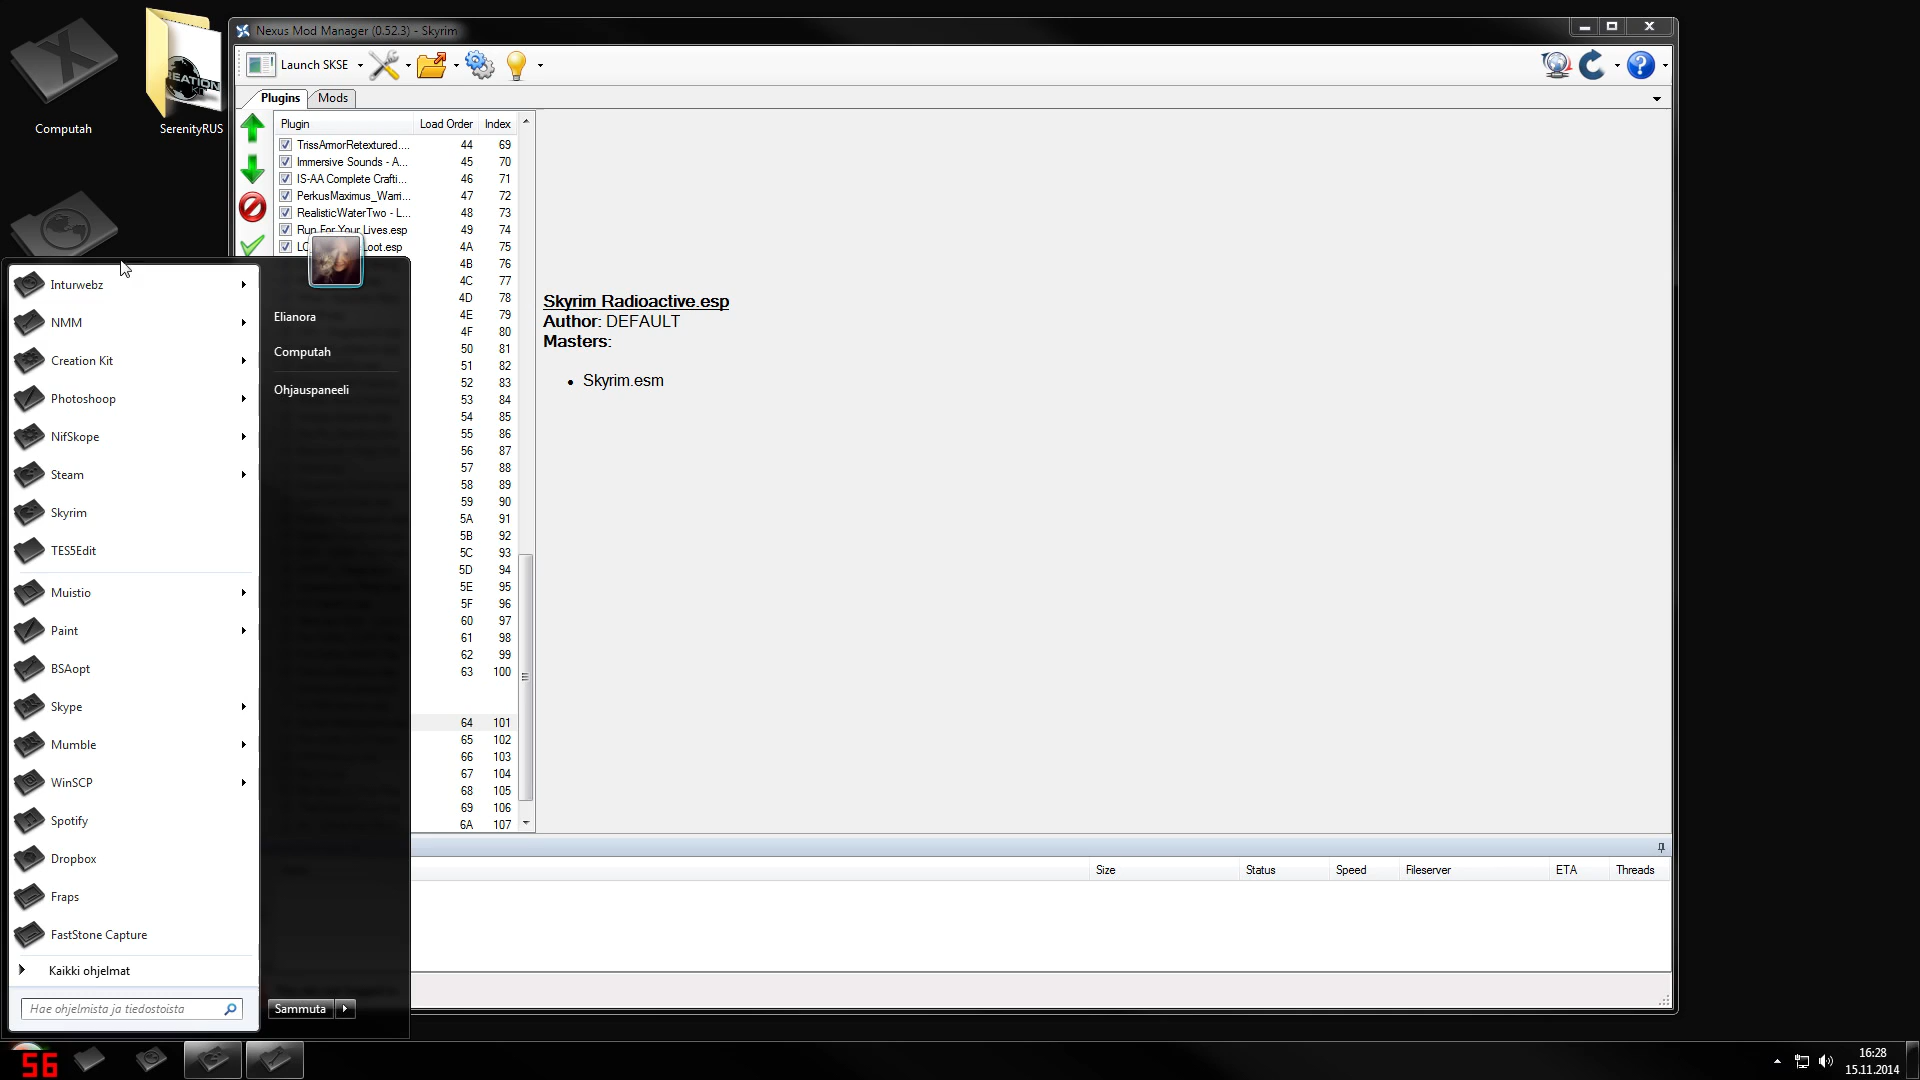 Computah
CREATION
KIT
SerenityRUS
Nexus Mod Manager (0.52.3) - Skyrim
Launch SKSE
Plugins
Mods
Plugin Load Order Index
TrissArmorRetextured.... 44 69
Immersive Sounds - A... 45 70
IS-AA Complete Crafti... 46 71
PerkusMaximus_Warri... 47 72
RealisticWaterTwo - L... 48 73
Run For Your Lives.esp 49 74
Loot.esp 4A 75
4B 76
4C 77
4D 78
4E 79
4F 80
50 81
51 82
52 83
53 84
54 85
55 86
56 87
57 88
58 89
59 90
5A 91
5B 92
5C 93
5D 94
5E 95
5F 96
60 97
61 98
62 99
63 100
64 101
65 102
66 103
67 104
68 105
69 106
6A 107
Skyrim Radioactive.esp
Author: DEFAULT
Masters:
• Skyrim.esm
Size Status Speed Fileserver ETA Threads
Inturwebz
NMM
Creation Kit
Photoshoop
NifSkope
Steam
Skyrim
TES5Edit
Muistio
Paint
BSAopt
Skype
Mumble
WinSCP
Spotify
Dropbox
Fraps
FastStone Capture
Kaikki ohjelmat
Hae ohjelmista ja tiedostoista
Elianora
Computah
Ohjauspaneeli
Sammuta
56
16:28
15.11.2014